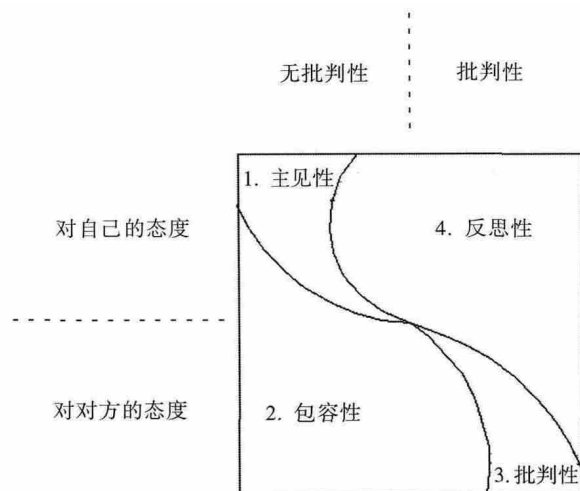 无批判性 批判性
1. 主见性
对自己的态度 4. 反思性
对对方的态度 2. 包容性
3.批判性